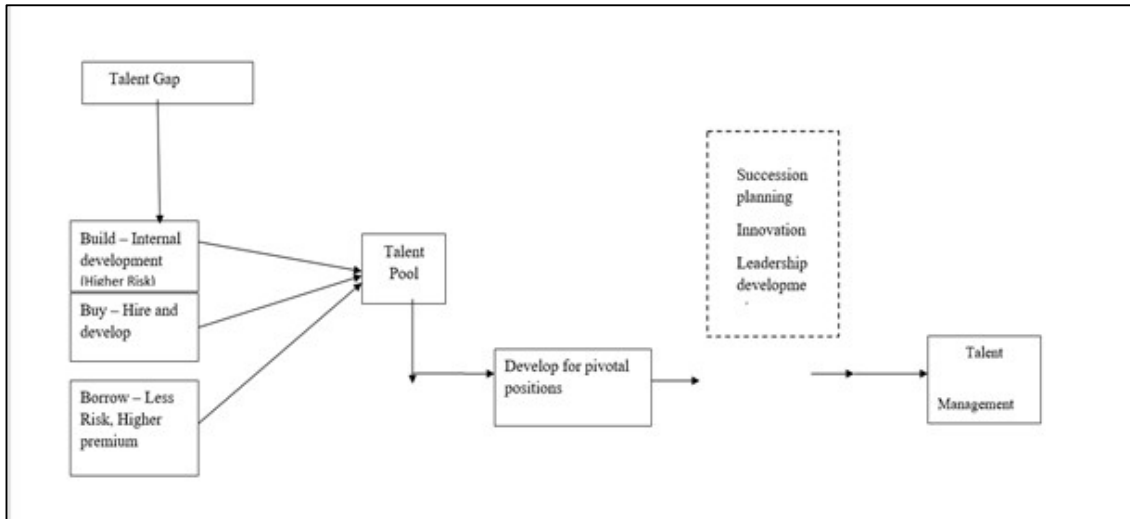 Talent Gap
Build – Internal
development
(Higher Risk)
Buy – Hire and
develop
Borrow – Less
Risk, Higher
premium
Talent
Pool
Develop for pivotal
positions
Succession
planning
Innovation
Leadership
developme
Talent
Management